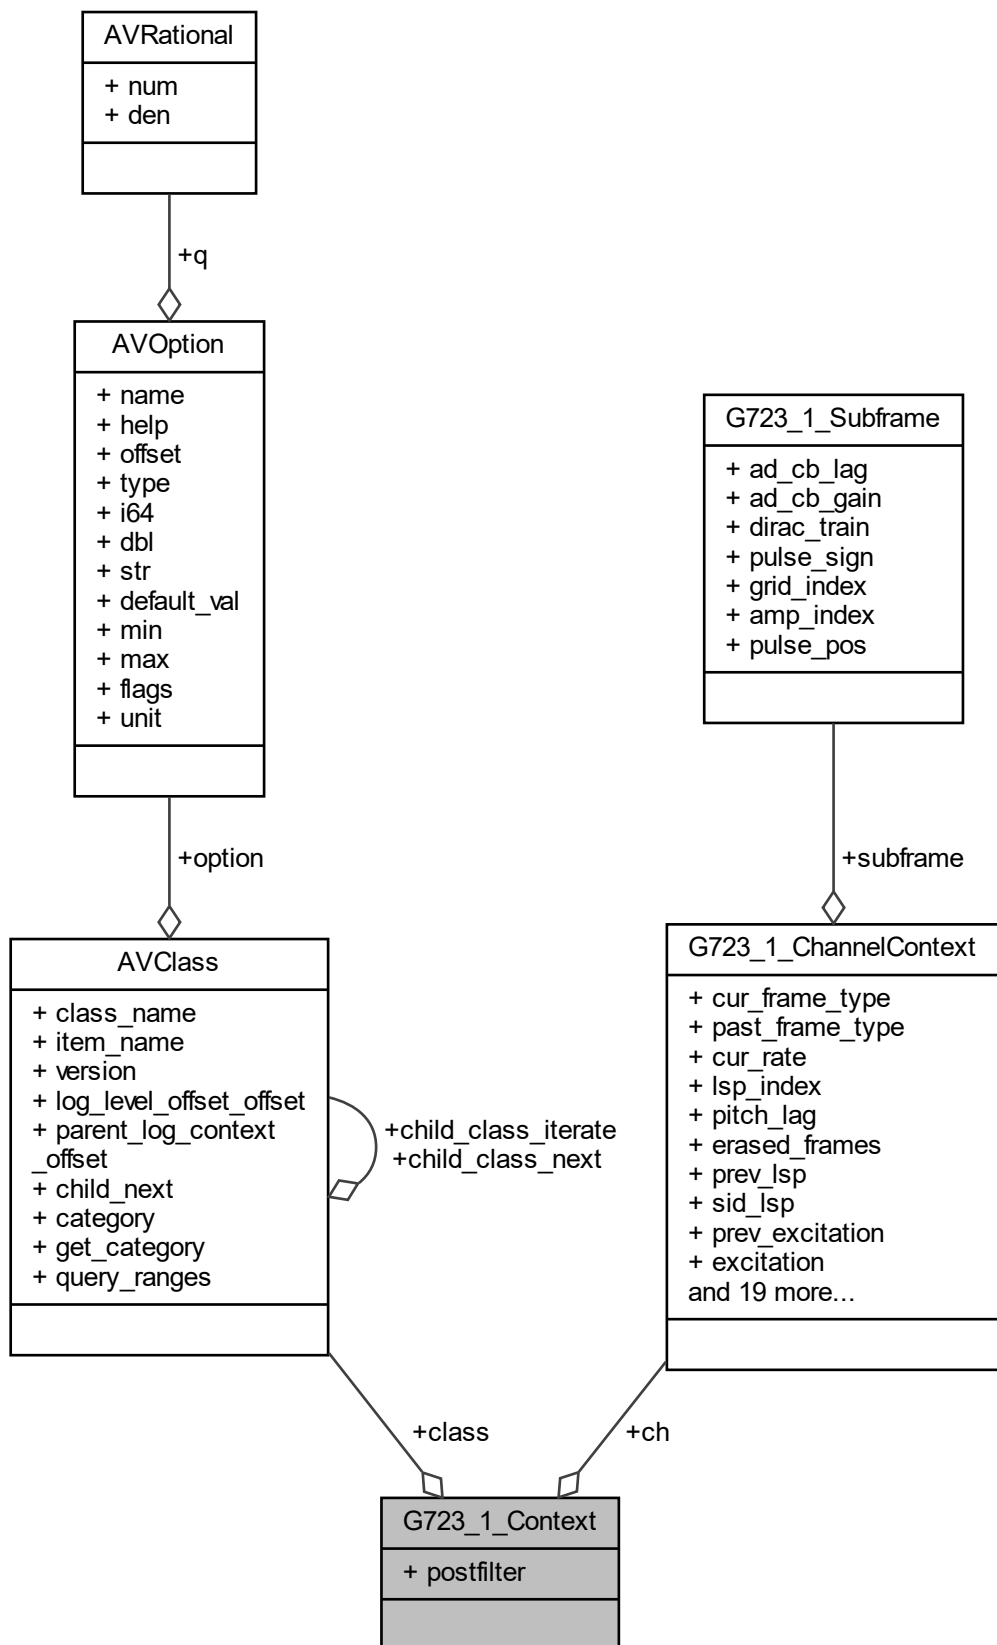 AVRational
+ num
+ den
+q
AVOption
+ name
+ help
+ offset
+ type
+ i64
+ dbl
+ str
+ default_val
+ min
+ max
+ flags
+ unit
G723_1_Subframe
+ ad_cb_lag
+ ad_cb_gain
+ dirac_train
+ pulse_sign
+ grid_index
+ amp_index
+ pulse_pos
+option
+subframe
AVClass
+ class_name
+ item_name
+ version
+ log_level_offset_offset
+ parent_log_context
_offset
+ child_next
+ category
+ get_category
+ query_ranges
+child_class_iterate
+child_class_next
G723_1_ChannelContext
+ cur_frame_type
+ past_frame_type
+ cur_rate
+ lsp_index
+ pitch_lag
+ erased_frames
+ prev_lsp
+ sid_lsp
+ prev_excitation
+ excitation
and 19 more...
+class
+ch
G723_1_Context
+ postfilter